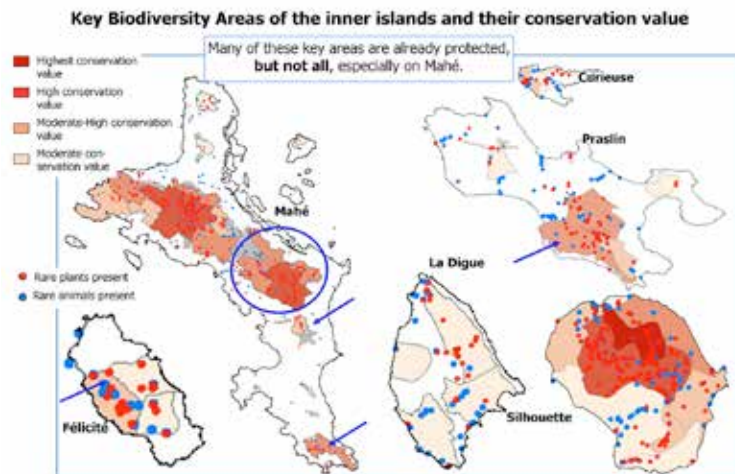 Key Biodiversity Areas of the inner islands and their conservation value
Many of these key areas are already protected,
but not all, especially on Mahé.
Highest conservation
value
High conservation
value
Moderate-High conservation
value
Moderate con-
servation value
Curieuse
Praslin
Mahé
La Digue
Rare plants present
Rare animals present
Silhouette
Félicité